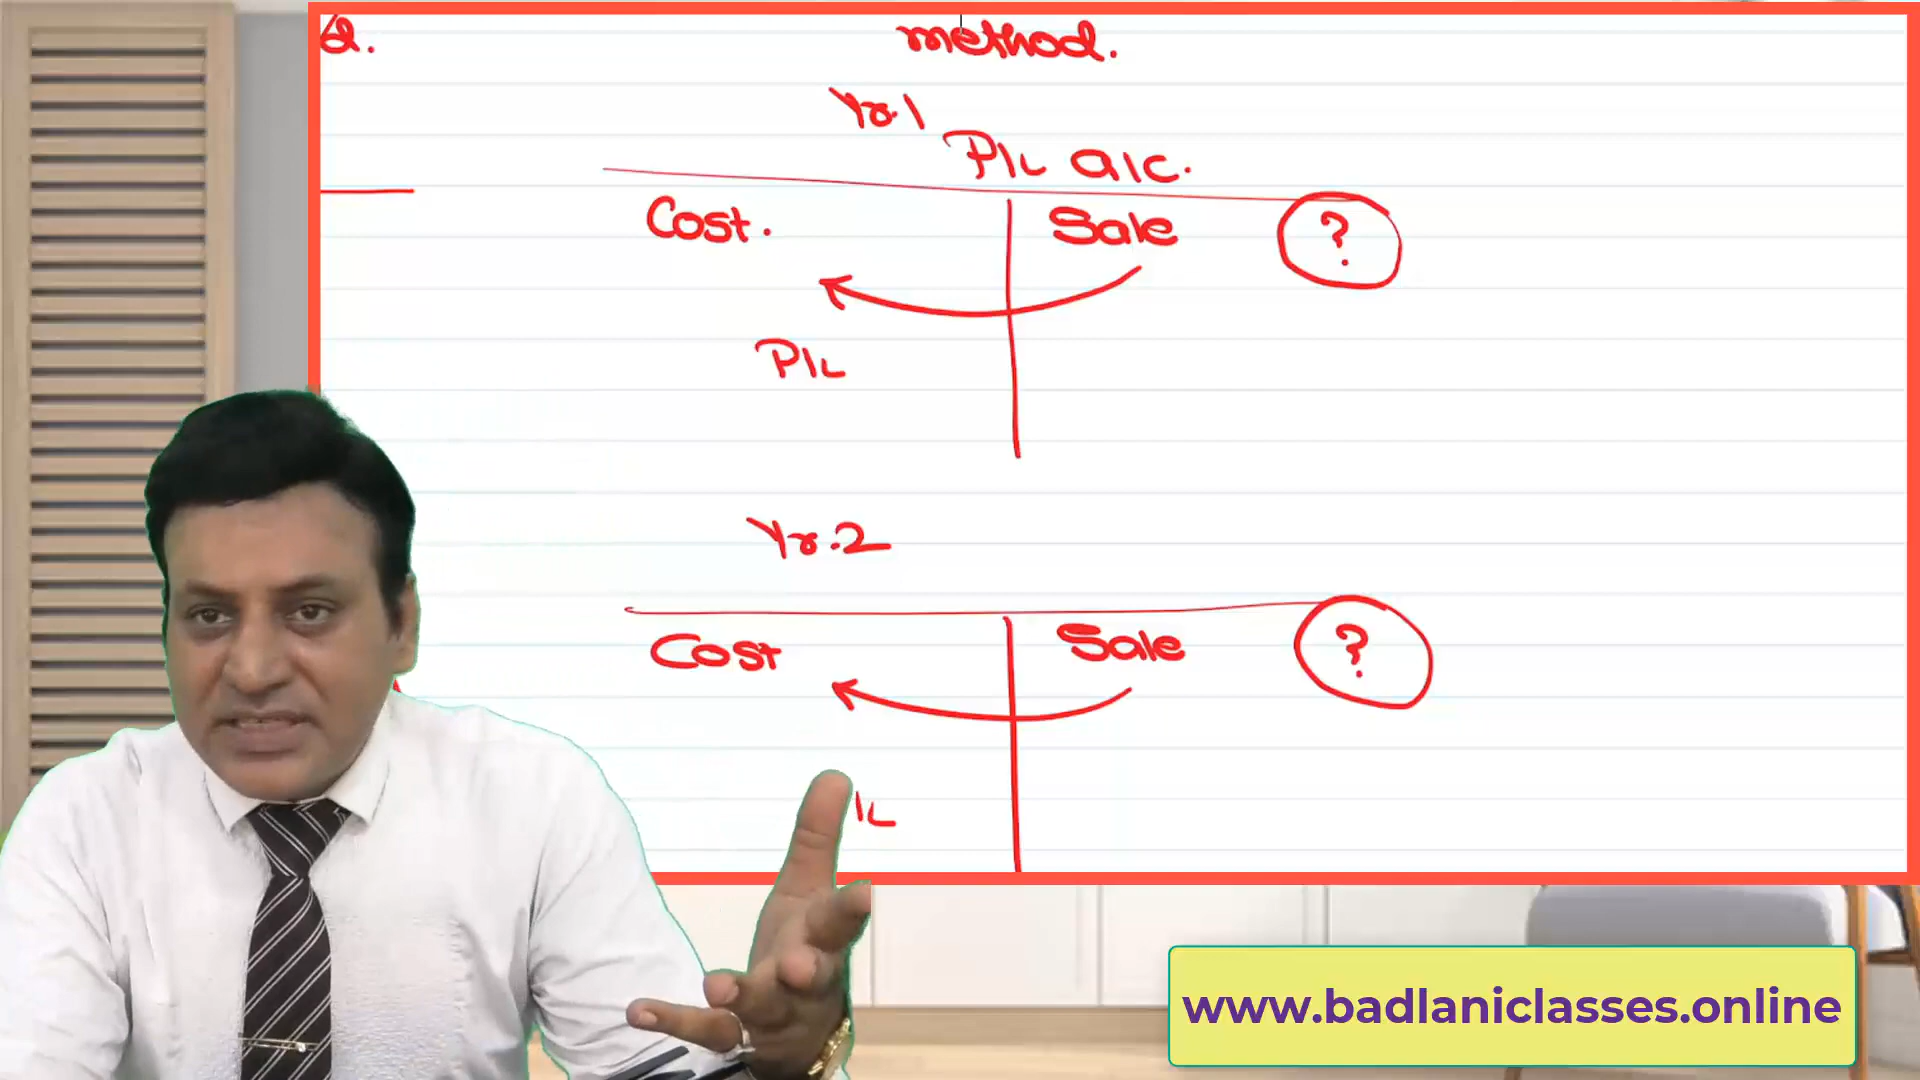 Q.
method.
Yr.1
P/L a/c.
Cost.
Sale
?
P/L
Yr.2
Cost
Sale
?
/L
www.badlaniclasses.online